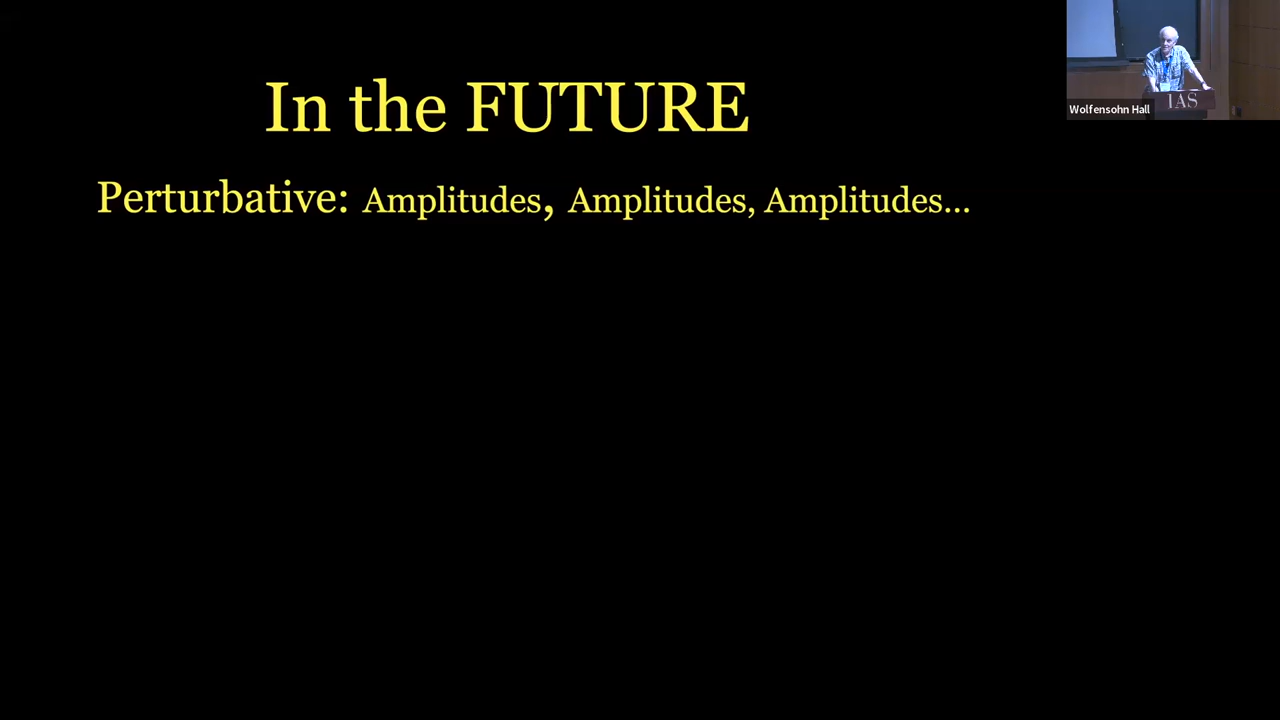 In the FUTURE
Perturbative: Amplitudes, Amplitudes, Amplitudes...
IAS
Wolfensohn Hall